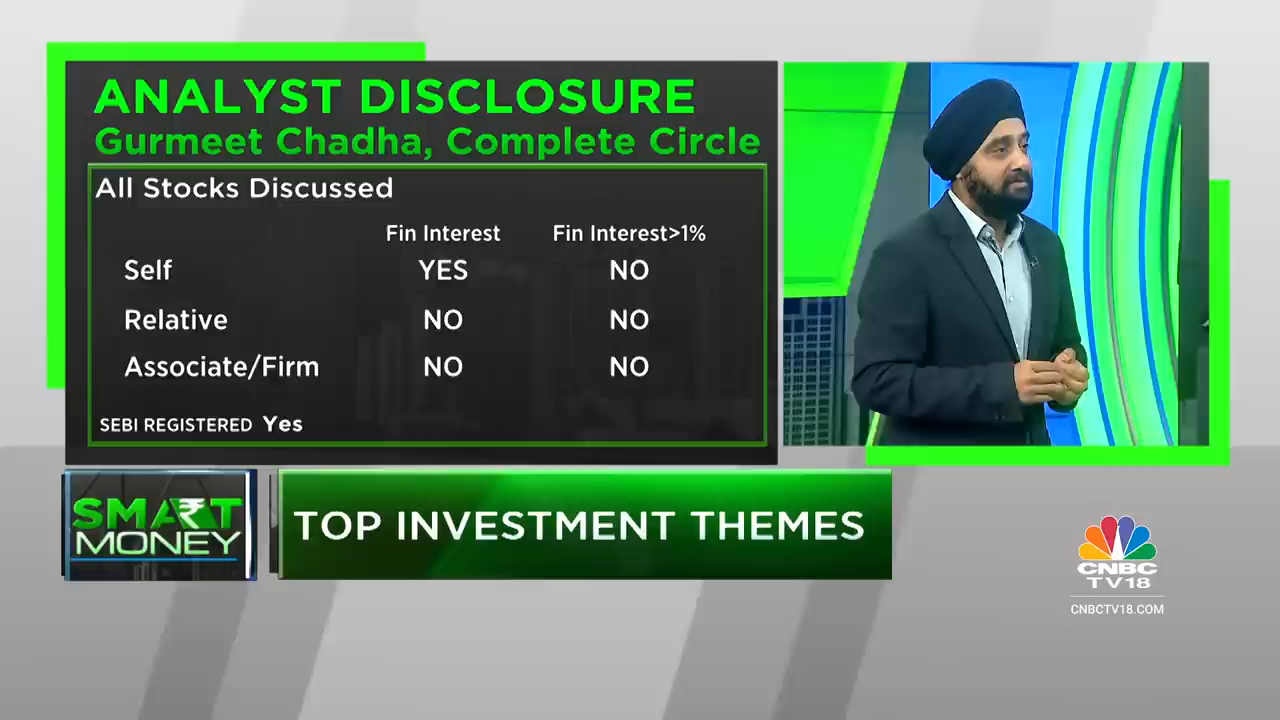 ANALYST DISCLOSURE
Gurmeet Chadha, Complete Circle
All Stocks Discussed
Fin Interest Fin Interest>1%
Self YES NO
Relative NO NO
Associate/Firm NO NO
SEBI REGISTERED Yes
SMA₹T
MONEY
TOP INVESTMENT THEMES
CNBC
TV18
CNBCTV18.COM